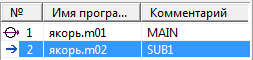 № Имя програ... Комментарий
1 якорь.m01 MAIN
2 якорь.m02 SUB1